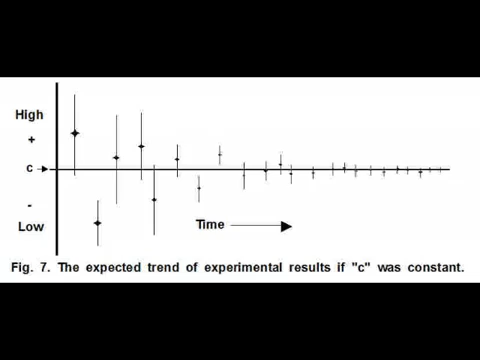 High
+
c
-
Low
Time
Fig. 7. The expected trend of experimental results if "c" was constant.